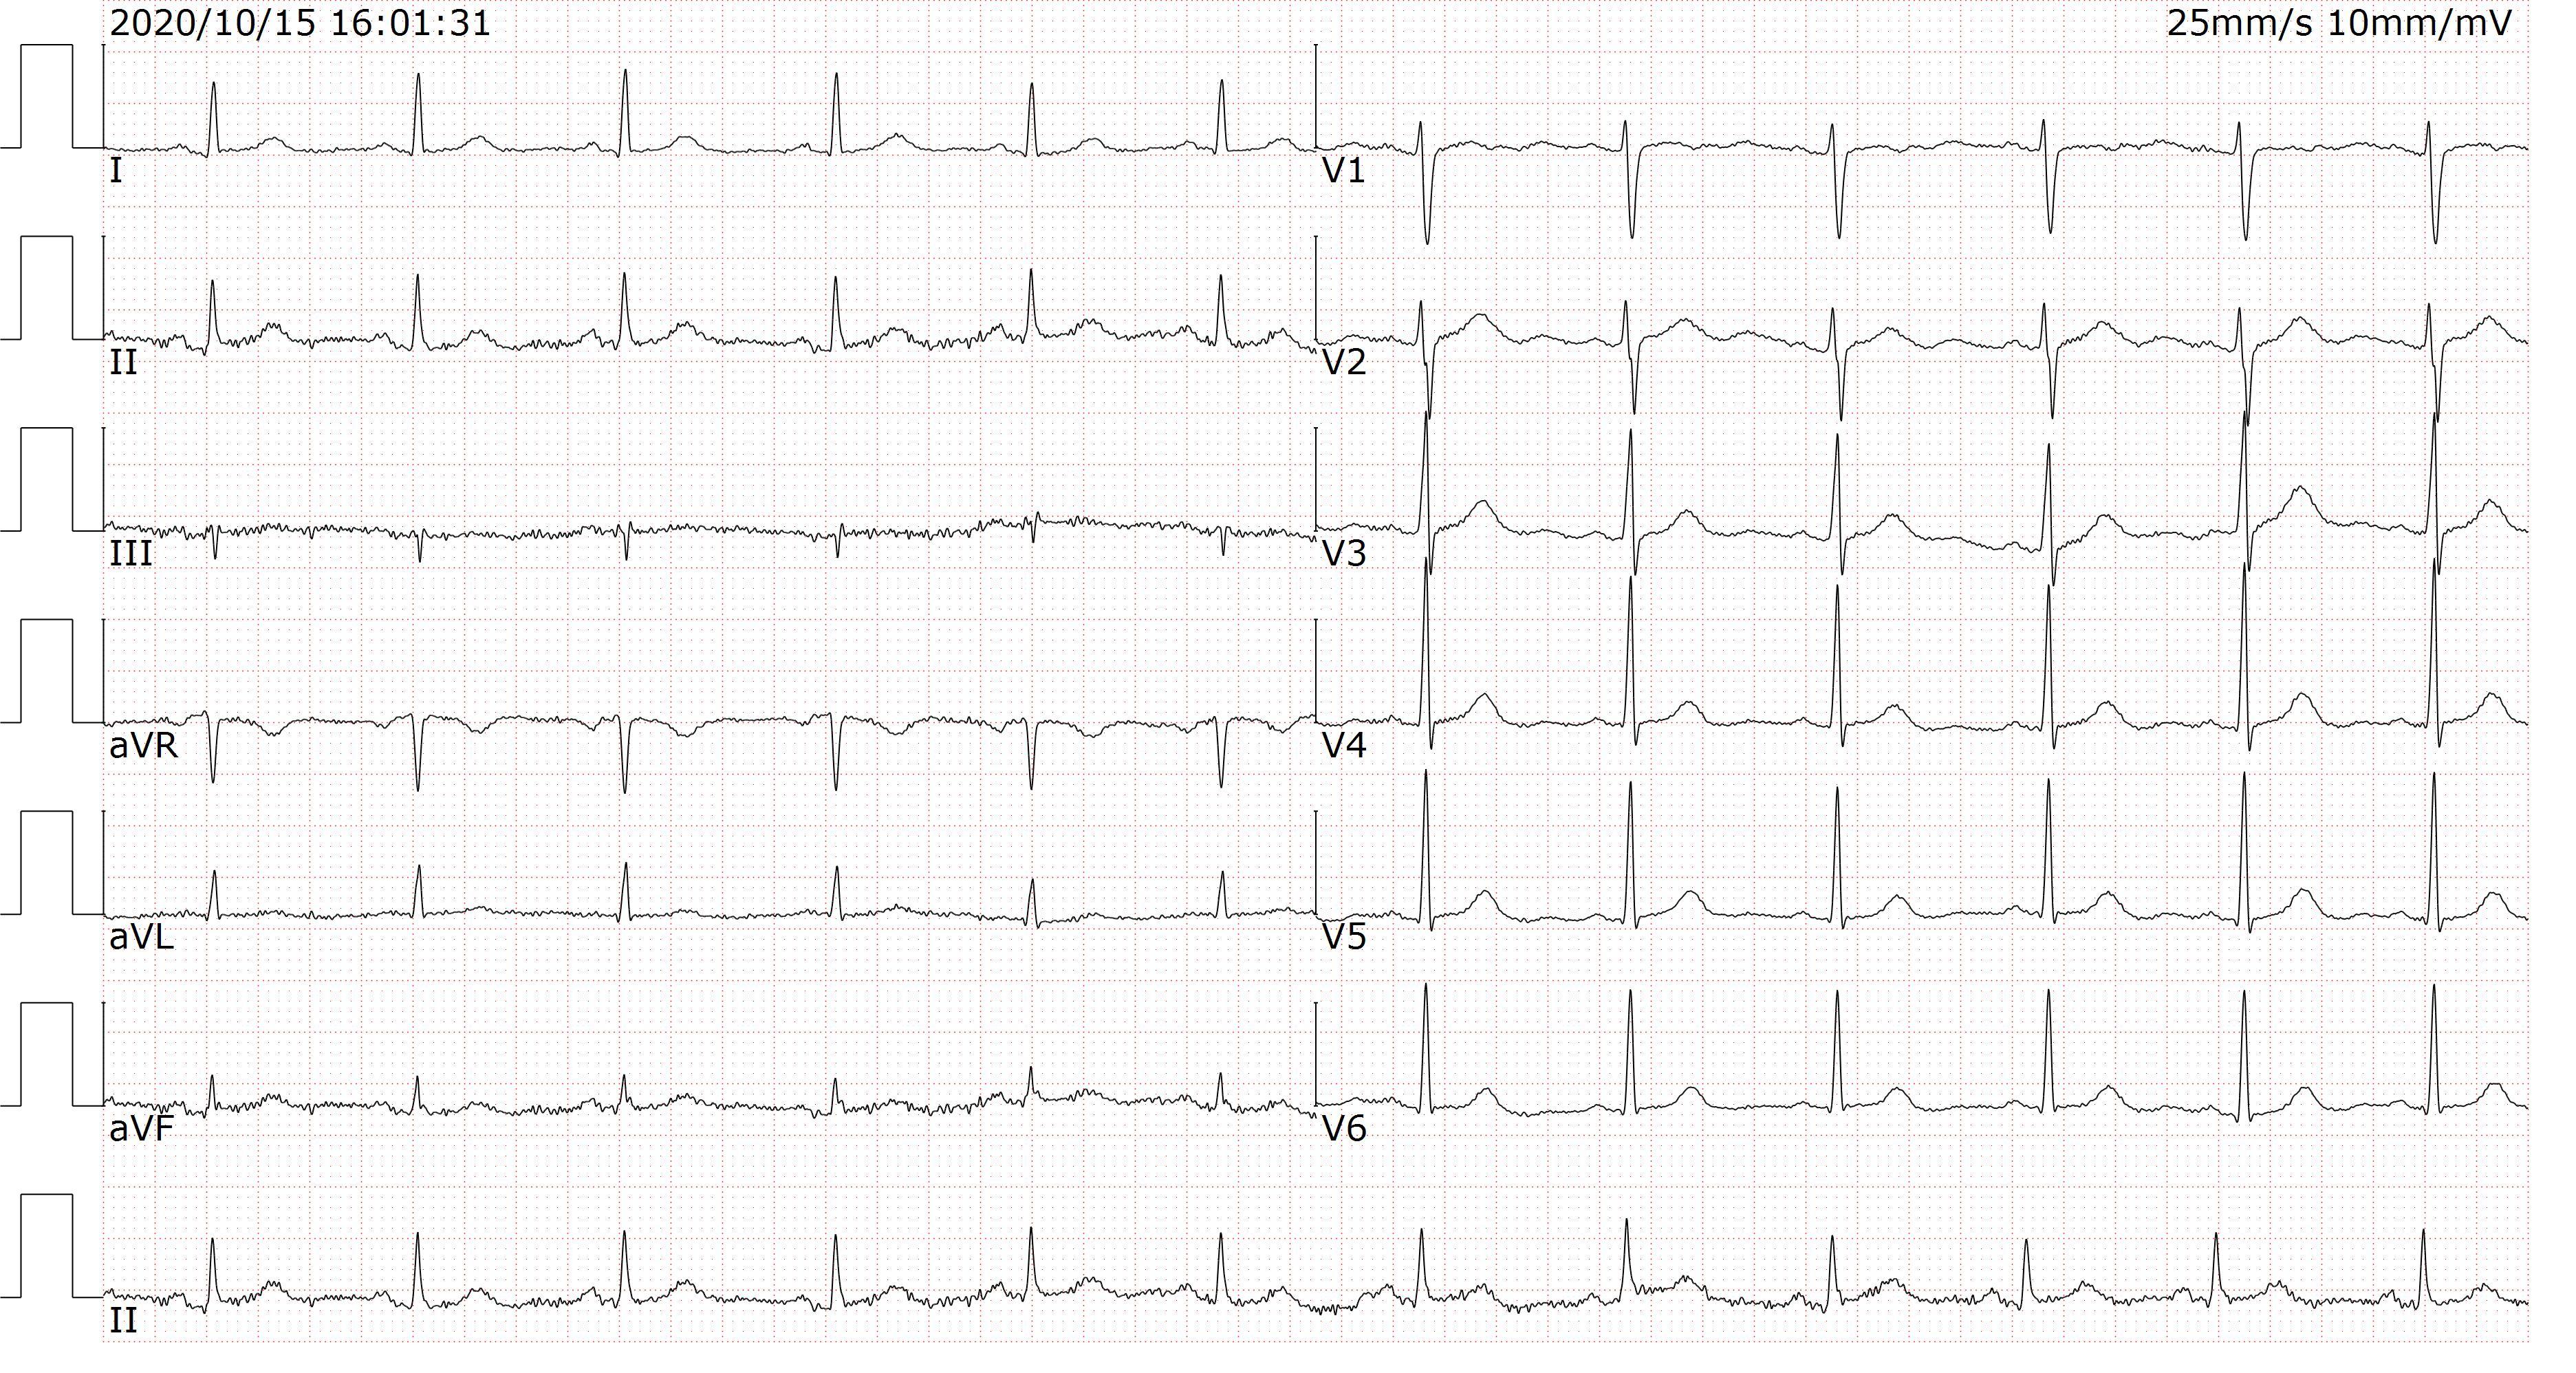 2020/10/15 16:01:31 25mm/s 10mm/mV
I V1
II V2
III V3
aVR V4
aVL V5
aVF V6
II